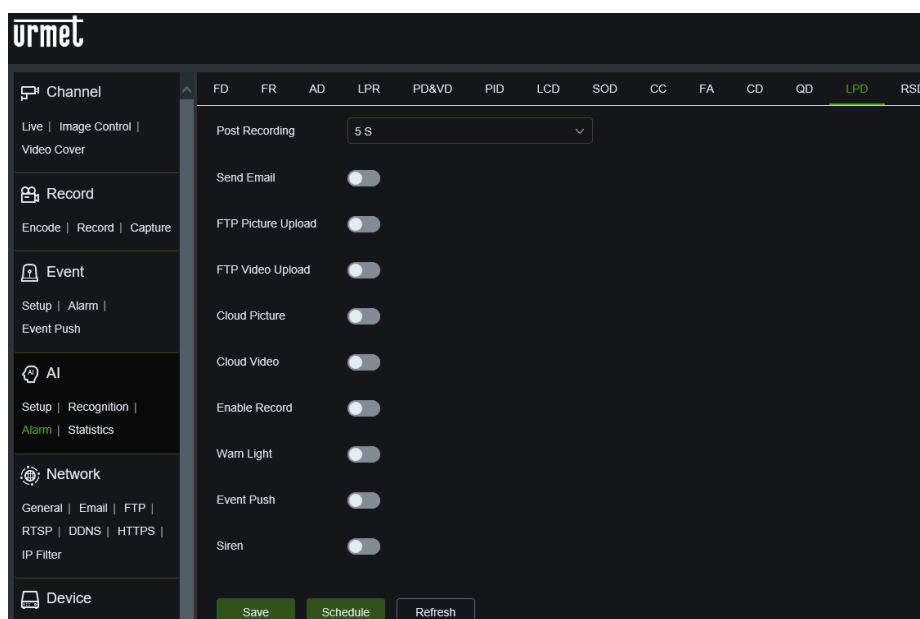 urmet
Channel
Live | Image Control |
Video Cover
Record
Encode | Record | Capture
Event
Setup | Alarm |
Event Push
AI
AI
Setup | Recognition |
Alarm | Statistics
Network
General | Email | FTP |
RTSP | DDNS | HTTPS |
IP Filter
Device
FD FR AD LPR PD&VD PID LCD SOD CC FA CD QD LPD RSD
Post Recording 5 S
Send Email
FTP Picture Upload
FTP Video Upload
Cloud Picture
Cloud Video
Enable Record
Warn Light
Event Push
Siren
Save Schedule Refresh